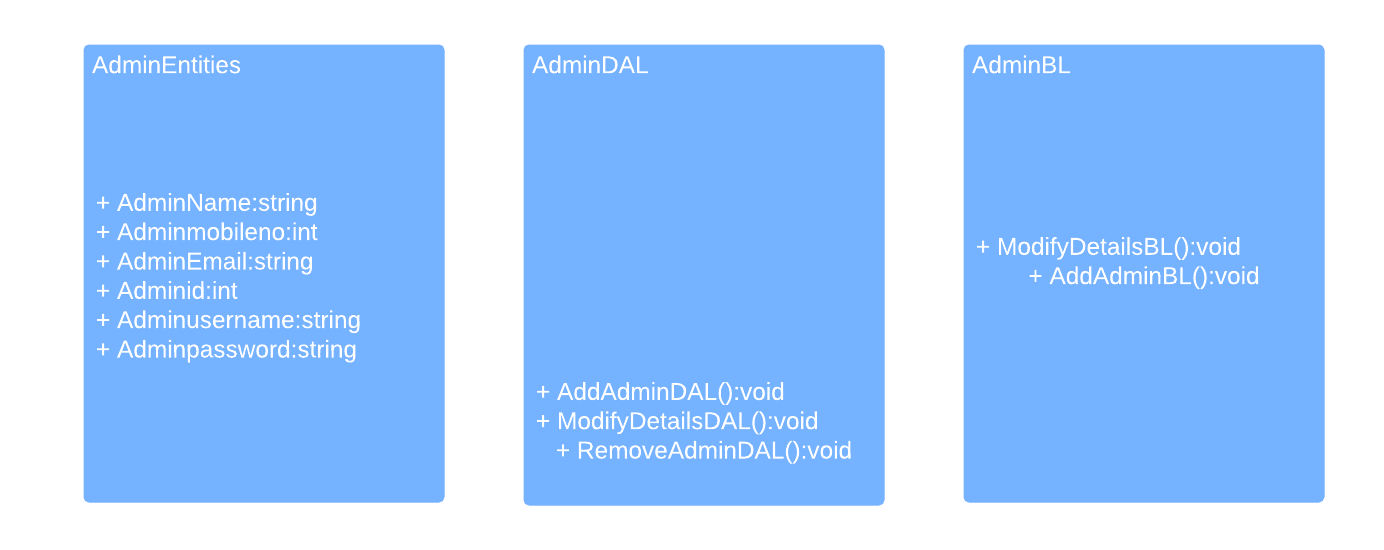 AdminEntities
+ AdminName:string
+ Adminmobileno:int
+ AdminEmail:string
+ Adminid:int
+ Adminusername:string
+ Adminpassword:string
AdminDAL
+ AddAdminDAL():void
+ ModifyDetailsDAL():void
+ RemoveAdminDAL():void
AdminBL
+ ModifyDetailsBL():void
+ AddAdminBL():void